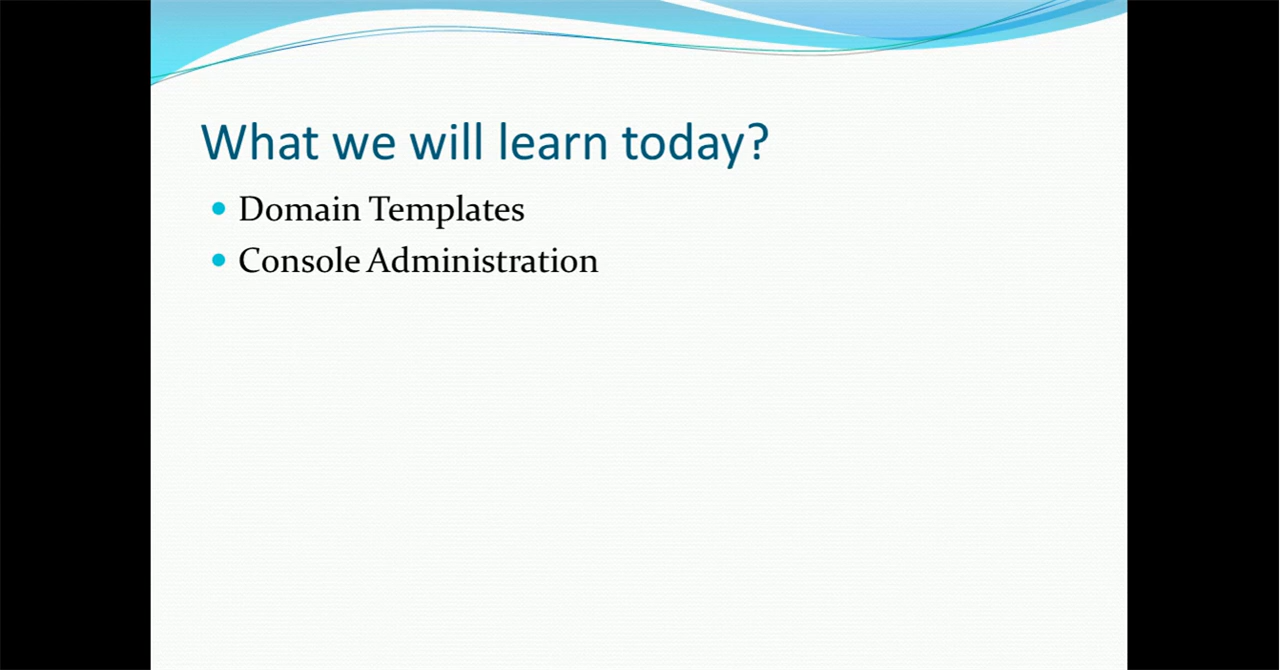 What we will learn today?
Domain Templates
Console Administration